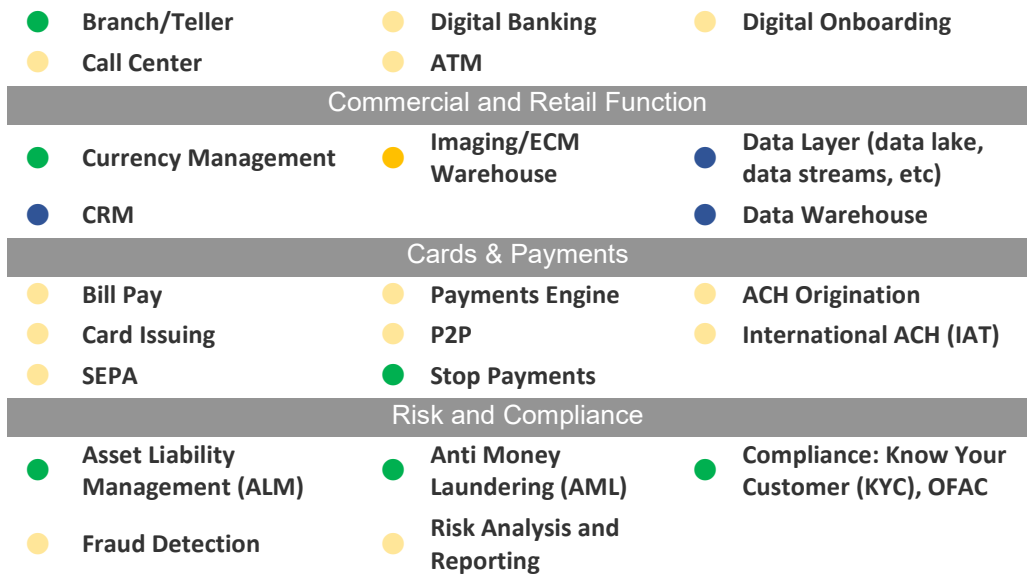 Branch/Teller
Digital Banking
Digital Onboarding
Call Center
ATM
Commercial and Retail Function
Currency Management
Imaging/ECM
Warehouse
Data Layer (data lake,
data streams, etc)
CRM
Data Warehouse
Cards & Payments
Bill Pay
Payments Engine
ACH Origination
Card Issuing
P2P
International ACH (IAT)
SEPA
Stop Payments
Risk and Compliance
Asset Liability
Management (ALM)
Anti Money
Laundering (AML)
Compliance: Know Your
Customer (KYC), OFAC
Fraud Detection
Risk Analysis and
Reporting